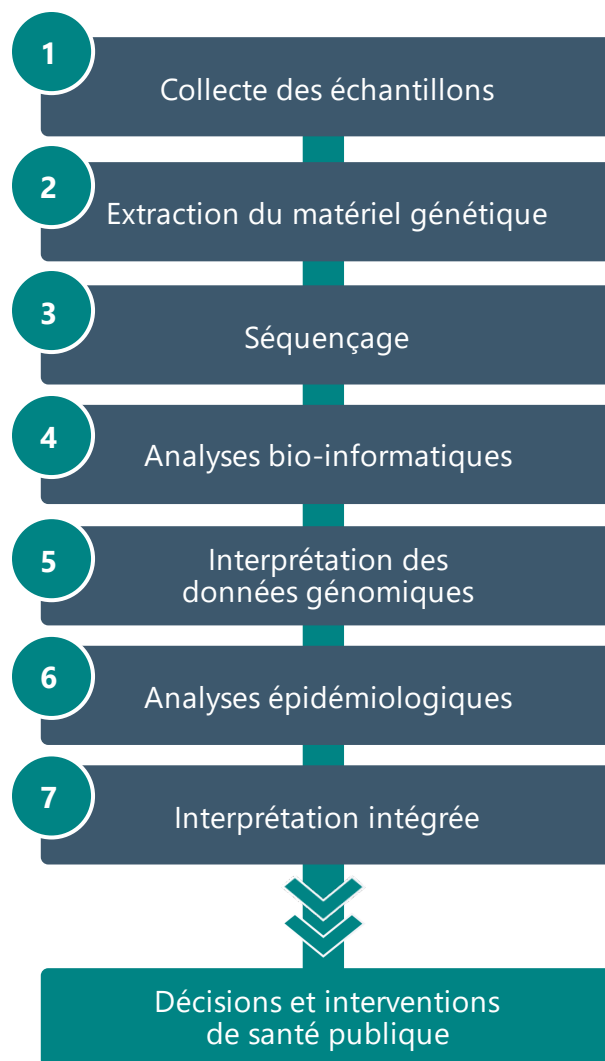 1
Collecte des échantillons
2
Extraction du matériel génétique
3
Séquençage
4
Analyses bio-informatiques
5
Interprétation des
données génomiques
6
Analyses épidémiologiques
7
Interprétation intégrée
Décisions et interventions
de santé publique